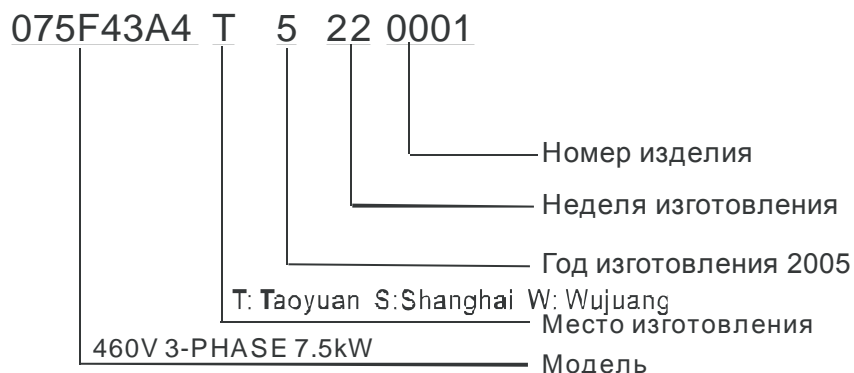 075F43A4 T 5 22 0001
Номер изделия
Неделя изготовления
Год изготовления 2005
T: Taoyuan S:Shanghai W: Wujuang
Место изготовления
460V 3-PHASE 7.5kW
Модель